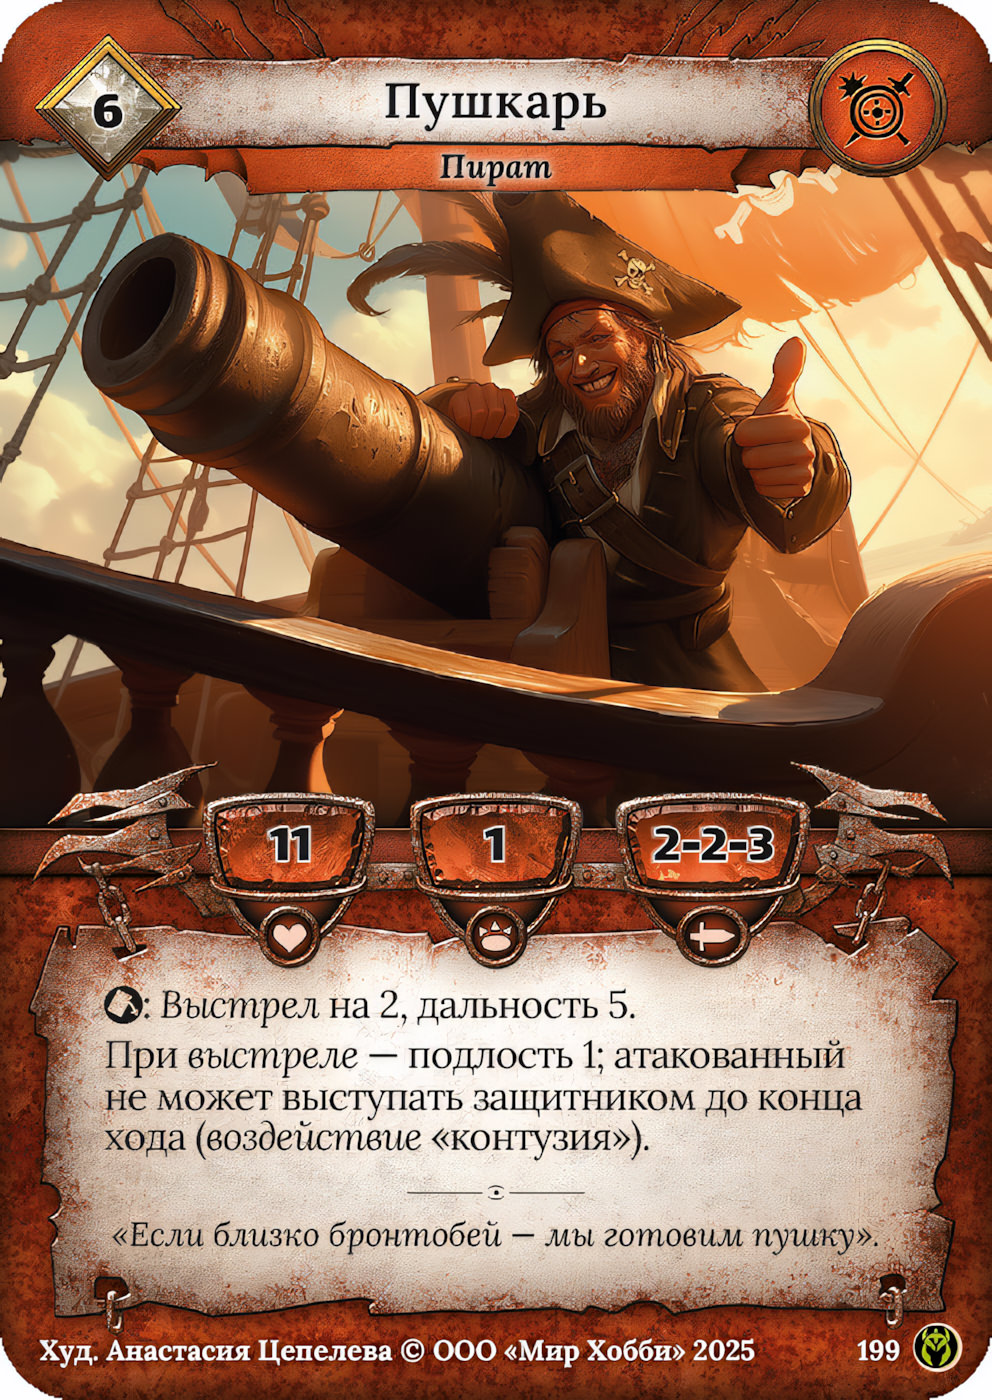 6
Пушкарь
Пират
11
1
2-2-3
: Выстрел на 2, дальность 5.
При выстреле — подлость 1; атакованный
не может выступать защитником до конца
хода (воздействие «контузия»).
«Если близко бронтобей — мы готовим пушку».
Худ. Анастасия Цепелева © ООО «Мир Хобби» 2025
199